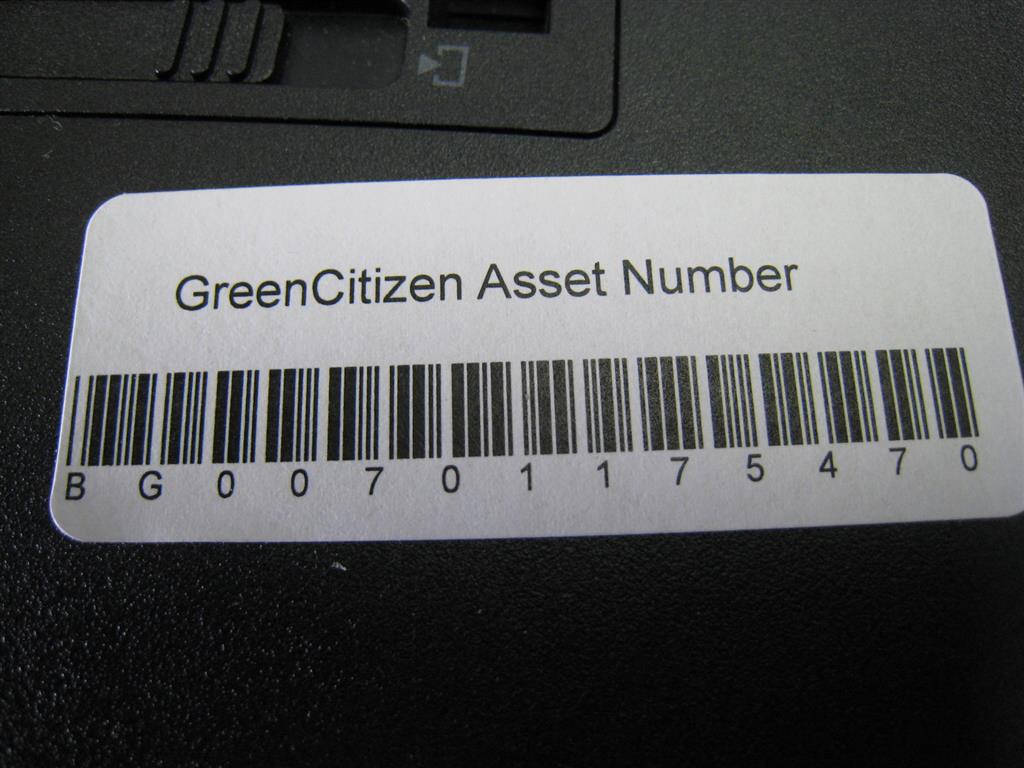 GreenCitizen Asset Number
B G 0 0 7 0 1 1 7 5 4 7 0